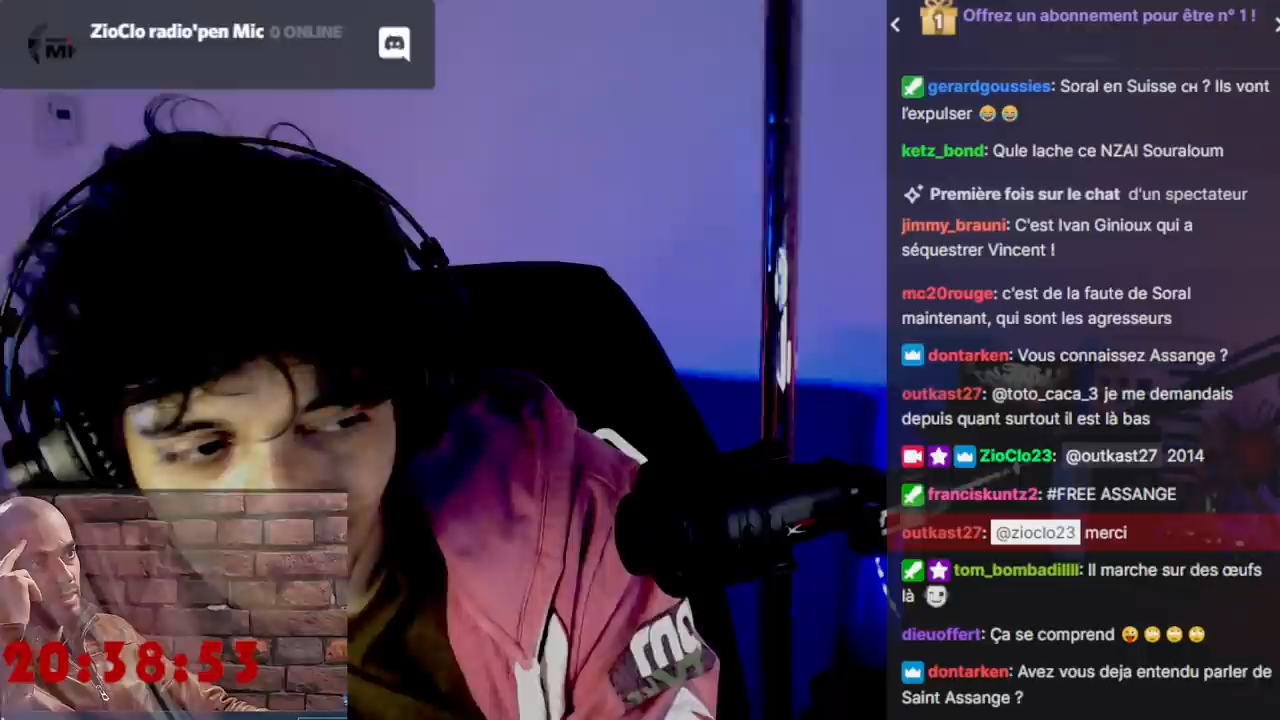 ZioClo radio'pen Mic 0 ONLINE
MI
20:38:53
1
Offrez un abonnement pour être n° 1 !
gerardgoussies: Soral en Suisse CH ? Ils vont
l'expulser 😂 😂
ketz_bond: Qule lache ce NZAI Souraloum
Première fois sur le chat d'un spectateur
jimmy_brauni: C'est Ivan Ginioux qui a
séquestrer Vincent !
mc20rouge: c'est de la faute de Soral
maintenant, qui sont les agresseurs
dontarken: Vous connaissez Assange ?
outkast27: @toto_caca_3 je me demandais
depuis quant surtout il est là bas
ZioClo23: @outkast27 2014
franciskuntz2: #FREE ASSANGE
outkast27: @zioclo23 merci
tom_bombadillll: Il marche sur des œufs
là
dieuoffert: Ça se comprend 😜 🙄 🙄 🙄
dontarken: Avez vous deja entendu parler de
Saint Assange ?